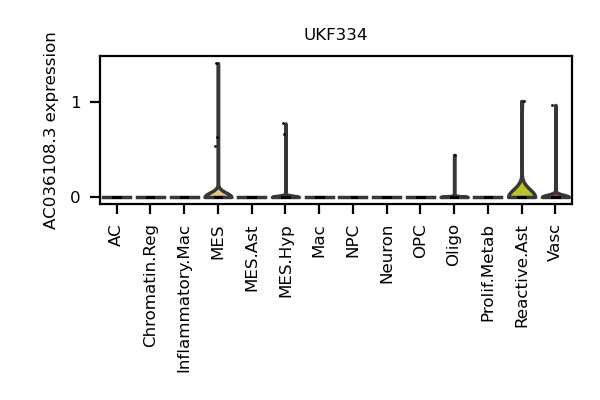 UKF334
AC036108.3 expression
1
0
AC
Chromatin.Reg
Inflammatory.Mac
MES
MES.Ast
MES.Hyp
Mac
NPC
Neuron
OPC
Oligo
Prolif.Metab
Reactive.Ast
Vasc